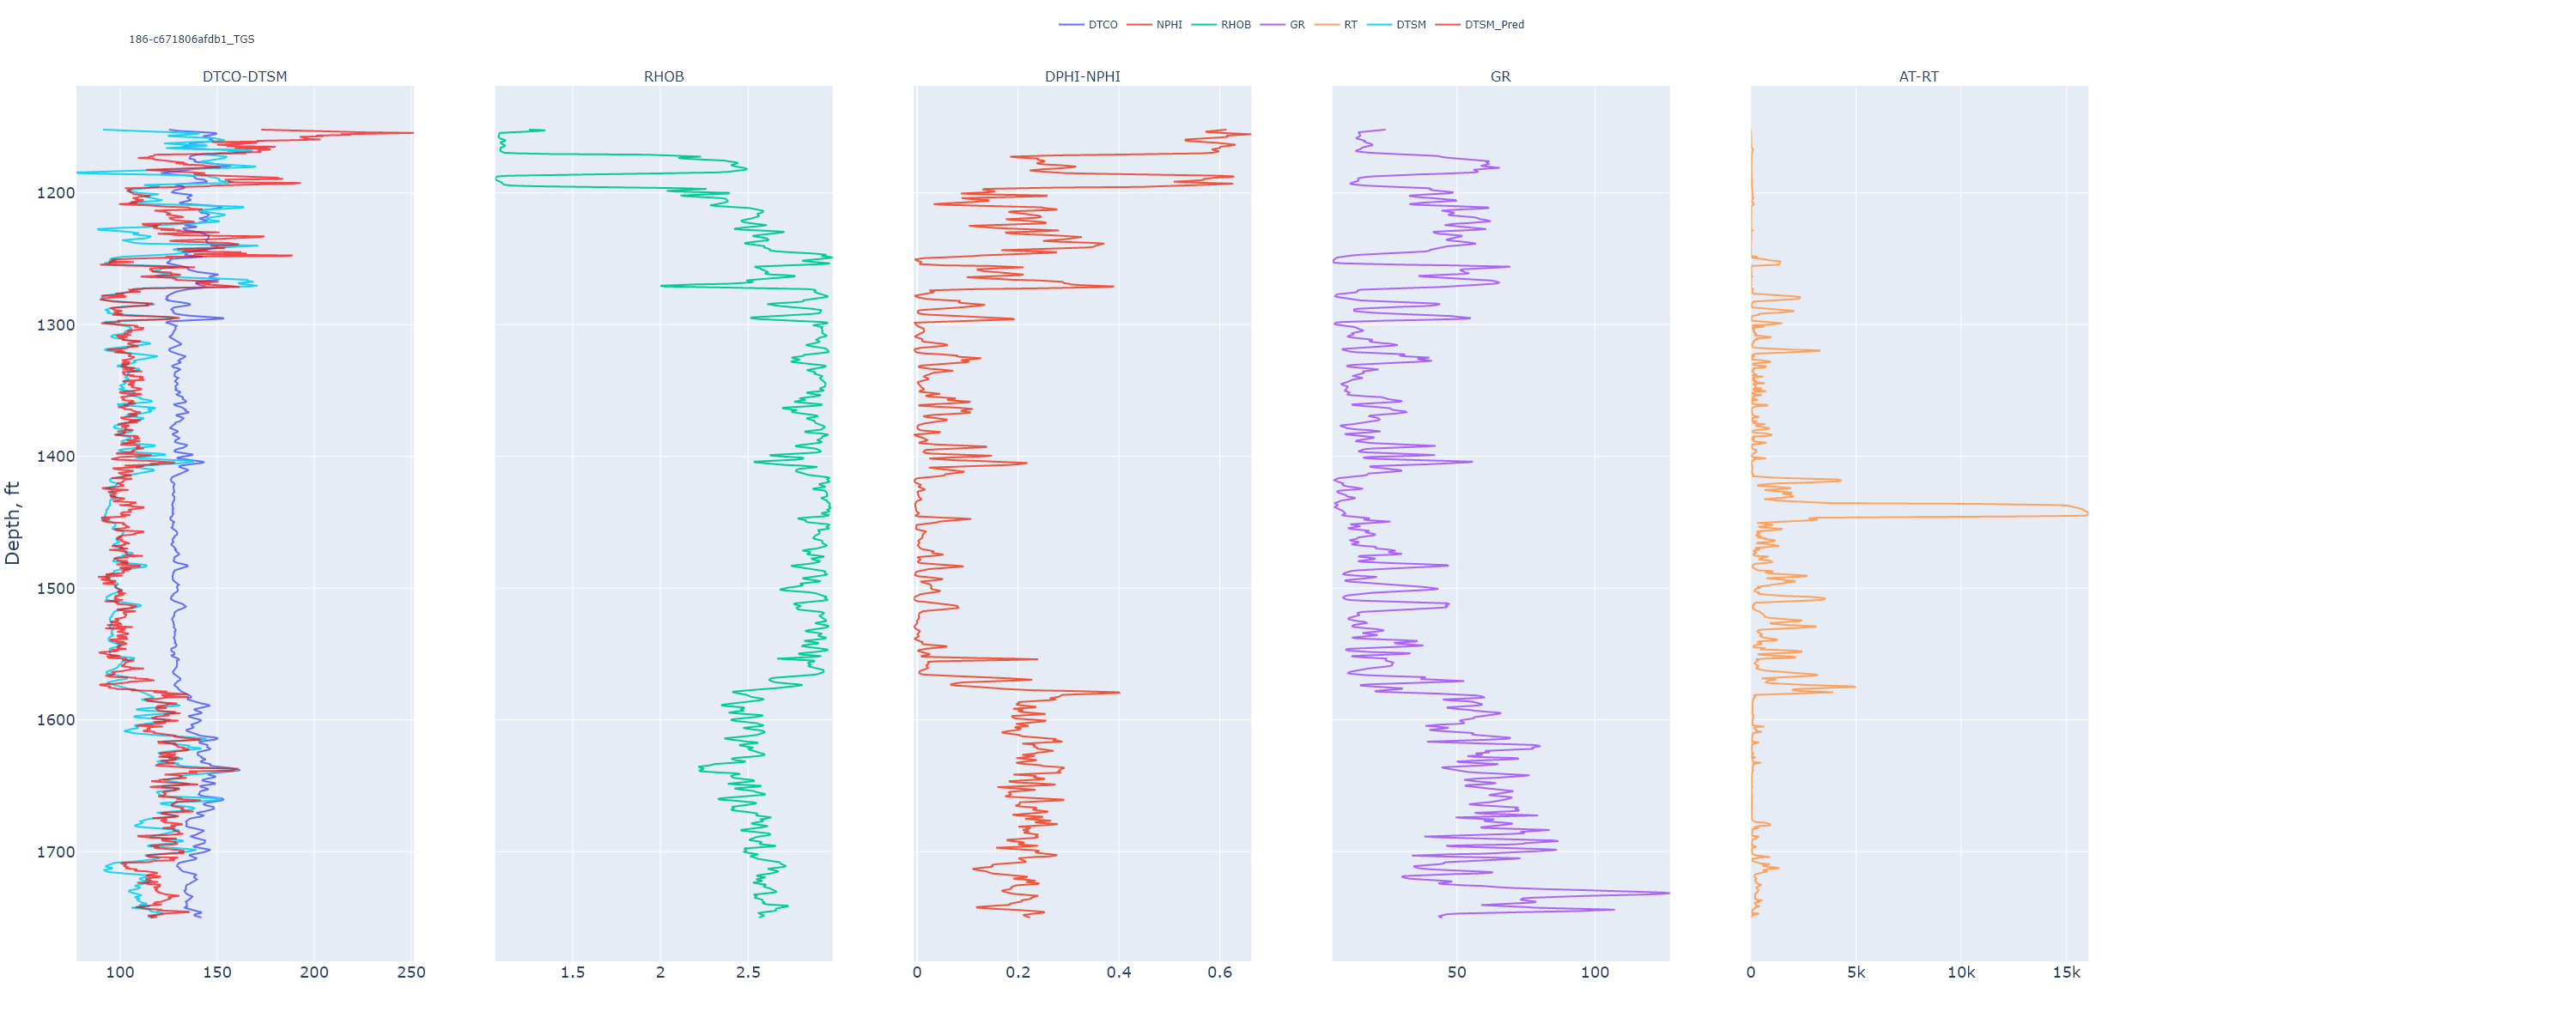 DTCO NPHI RHOB GR RT DTSM DTSM_Pred
186-c671806afdb1_TGS
DTCO-DTSM RHOB DPHI-NPHI GR AT-RT
1200
1300
1400
Depth, ft
1500
1600
1700
100 150 200 250 1.5 2 2.5 0 0.2 0.4 0.6 50 100 0 5k 10k 15k